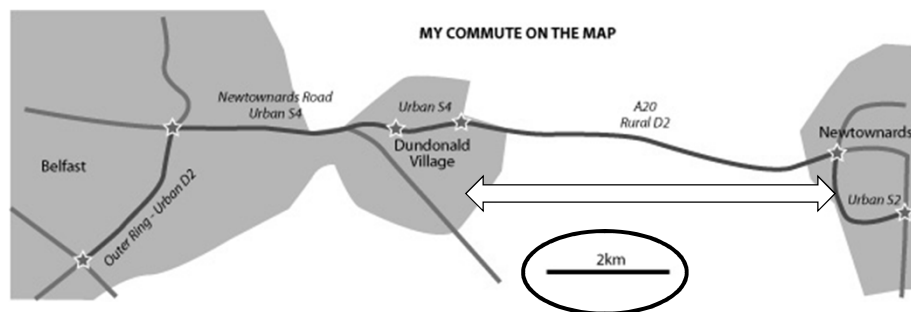 MY COMMUTE ON THE MAP
Newtownards Road
Urban S4
Urban S4
A20
Rural D2
Belfast
Dundonald
Village
Newtownards
Outer Ring - Urban D2
Urban S2
2km